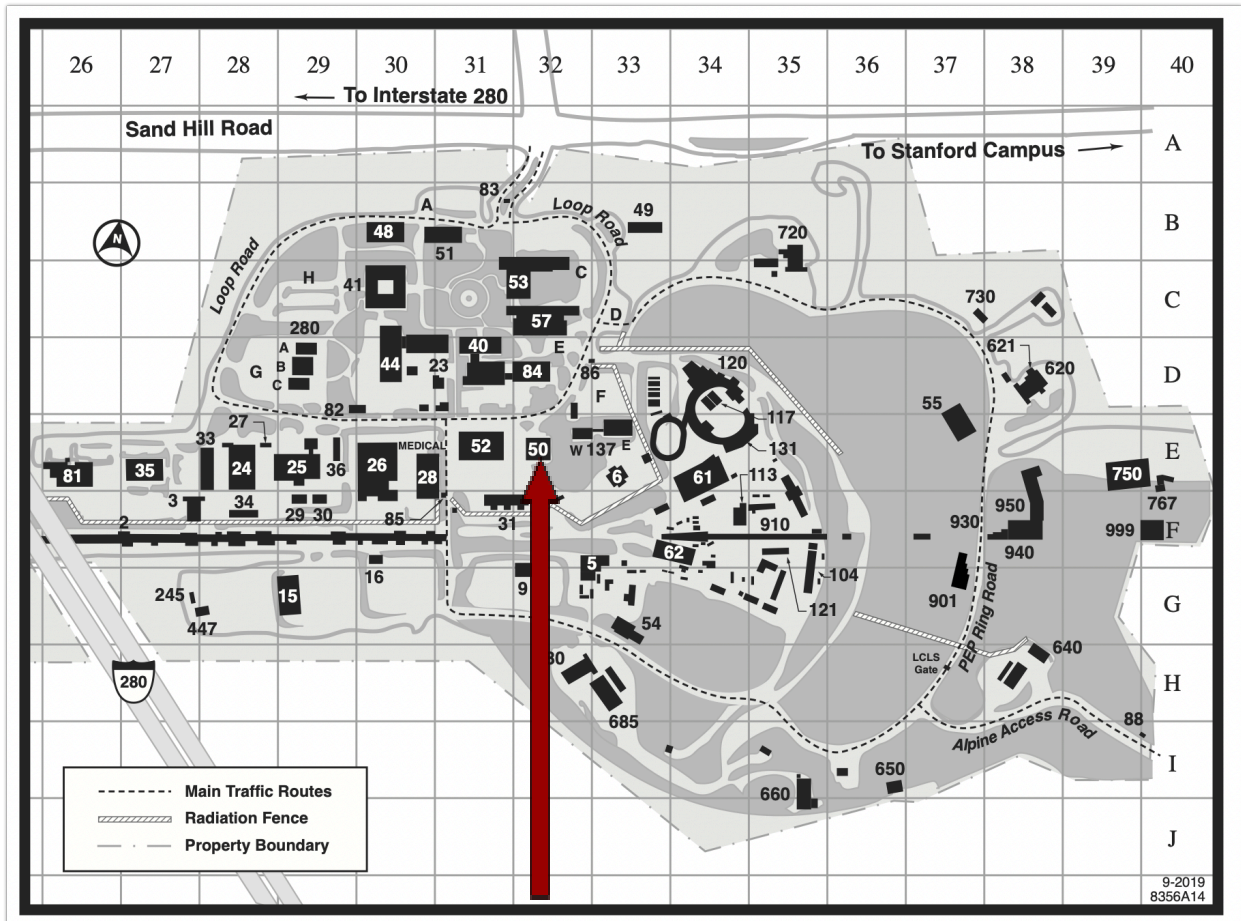 26 27 28 29 30 31 32 33 34 35 36 37 38 39 40
To Interstate 280
Sand Hill Road
A
To Stanford Campus
83
A
Loop Road
49
B
48
51
720
Loop Road
H
41
53
C
C
730
57
D
280
A
B
C
G
44
23
40
E
84
86
120
621
620
D
82
F
117
55
27
33
MEDICAL
52
50
W 137 E
131
E
81
35
24
25
36
26
28
6
61
113
750
767
3
34
29 30
85
31
910
950
930
999
F
2
940
62
16
5
104
15
9
901
121
G
245
447
54
PEP Ring Road
LCLS
Gate
640
280
30
685
H
Alpine Access Road
88
I
660
650
Main Traffic Routes
Radiation Fence
Property Boundary
J
N
9-2019
8356A14